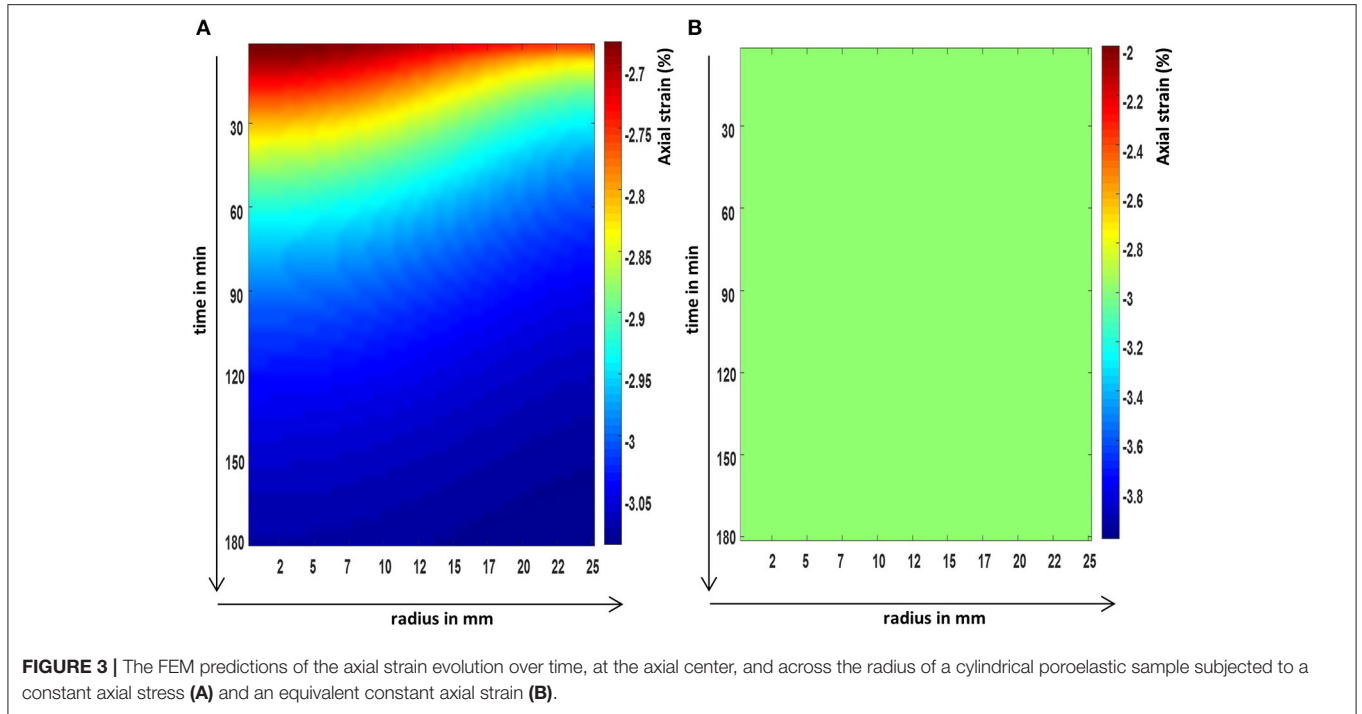 A
Axial strain (%)
-2.7
-2.75
-2.8
-2.85
-2.9
-2.95
-3
-3.05
time in min
30
60
90
120
150
180
2 5 7 10 12 15 17 20 22 25
radius in mm
B
Axial strain (%)
-2
-2.2
-2.4
-2.6
-2.8
-3
-3.2
-3.4
-3.6
-3.8
time in min
30
60
90
120
150
180
2 5 7 10 12 15 17 20 22 25
radius in mm
FIGURE 3 | The FEM predictions of the axial strain evolution over time, at the axial center, and across the radius of a cylindrical poroelastic sample subjected to a
constant axial stress (A) and an equivalent constant axial strain (B).